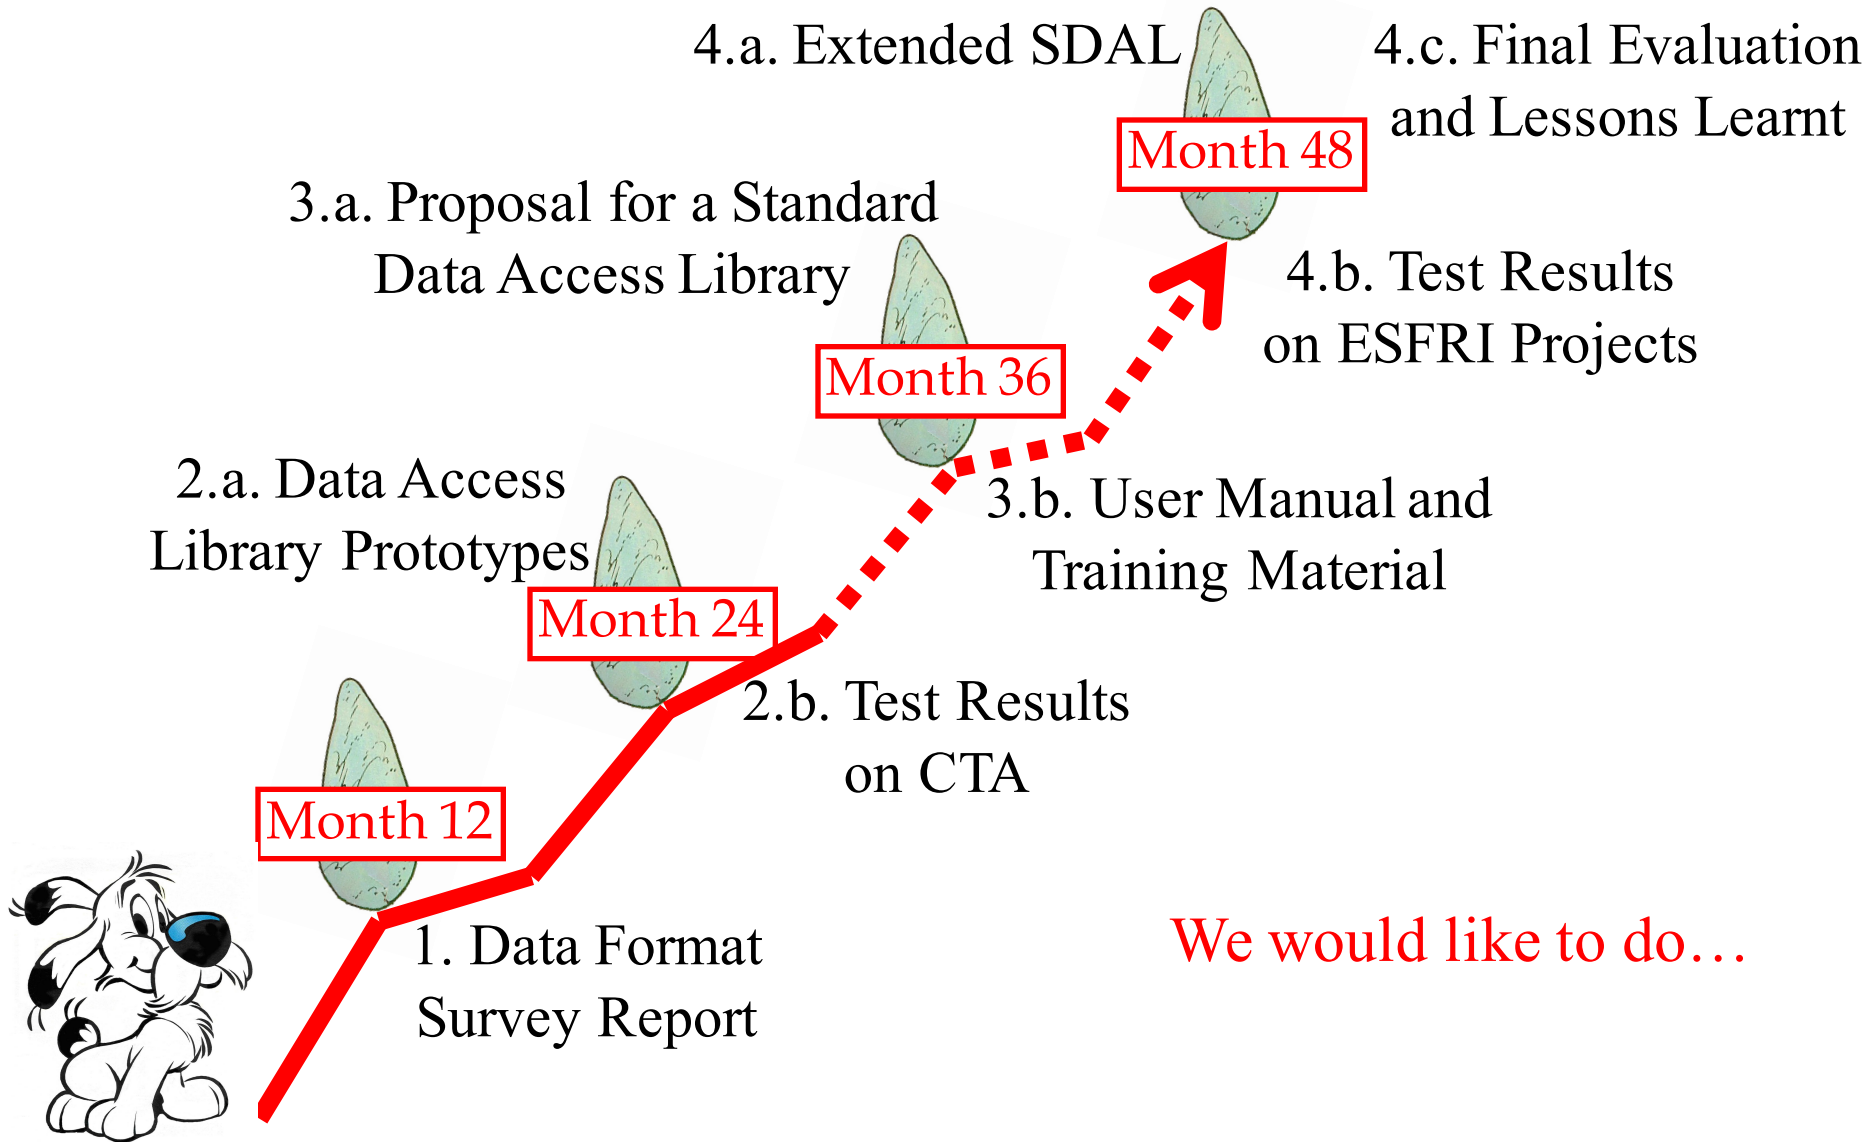 4.a. Extended SDAL
4.c. Final Evaluation
and Lessons Learnt
Month 48
3.a. Proposal for a Standard
Data Access Library
4.b. Test Results
on ESFRI Projects
Month 36
2.a. Data Access
Library Prototypes
3.b. User Manual and
Training Material
Month 24
2.b. Test Results
on CTA
Month 12
1. Data Format
Survey Report
We would like to do…